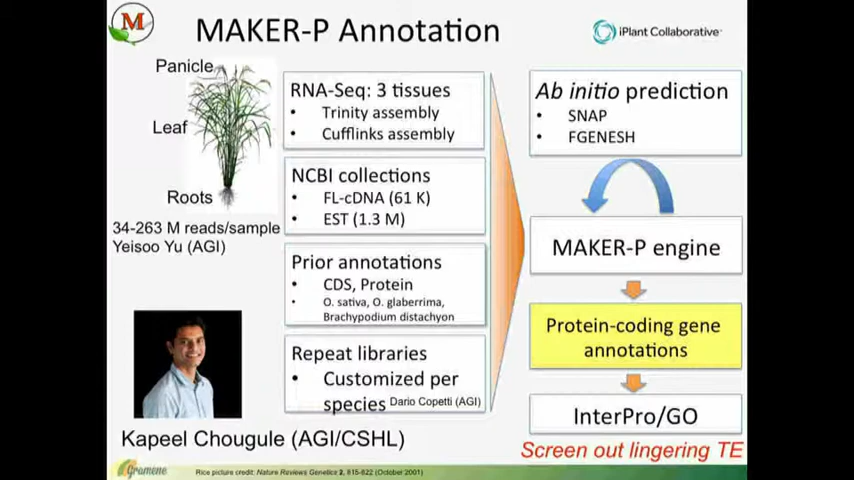 M
MAKER-P Annotation
iPlant Collaborative™
Panicle
Leaf
Roots
34-263 M reads/sample
Yeisoo Yu (AGI)
RNA-Seq: 3 tissues
• Trinity assembly
• Cufflinks assembly
NCBI collections
• FL-cDNA (61 K)
• EST (1.3 M)
Prior annotations
• CDS, Protein
• O. sativa, O. glaberrima,
Brachypodium distachyon
Repeat libraries
• Customized per
species Dario Copetti (AGI)
Ab initio prediction
• SNAP
• FGENESH
MAKER-P engine
Protein-coding gene
annotations
InterPro/GO
Screen out lingering TE
Kapeel Chougule (AGI/CSHL)
Gramene
Rice picture credit: Nature Reviews Genetics 2, 815-822 (October 2001)